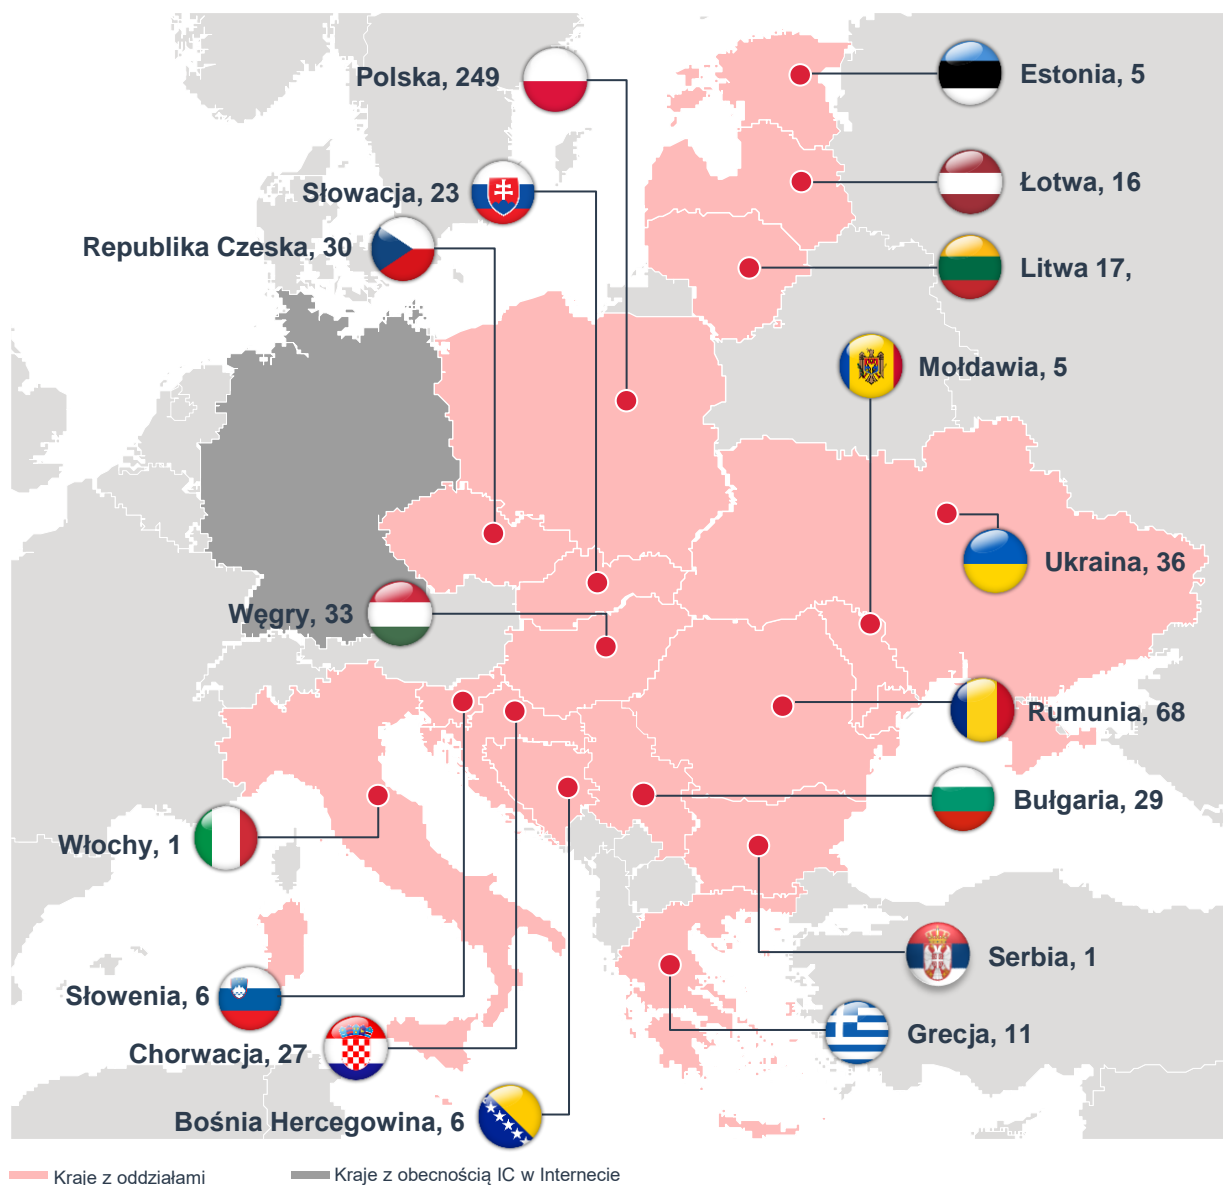 Polska, 249
Estonia, 5
Słowacja, 23
Łotwa, 16
Republika Czeska, 30
Litwa 17,
Mołdawia, 5
Ukraina, 36
Węgry, 33
Rumunia, 68
Bułgaria, 29
Włochy, 1
Serbia, 1
Słowenia, 6
Grecja, 11
Chorwacja, 27
Bośnia Hercegowina, 6
Kraje z oddziałami
Kraje z obecnością IC w Internecie